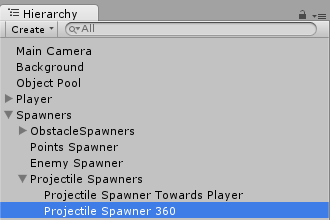 Hierarchy
Create
All
Main Camera
Background
Object Pool
Player
Spawners
ObstacleSpawners
Points Spawner
Enemy Spawner
Projectile Spawners
Projectile Spawner Towards Player
Projectile Spawner 360